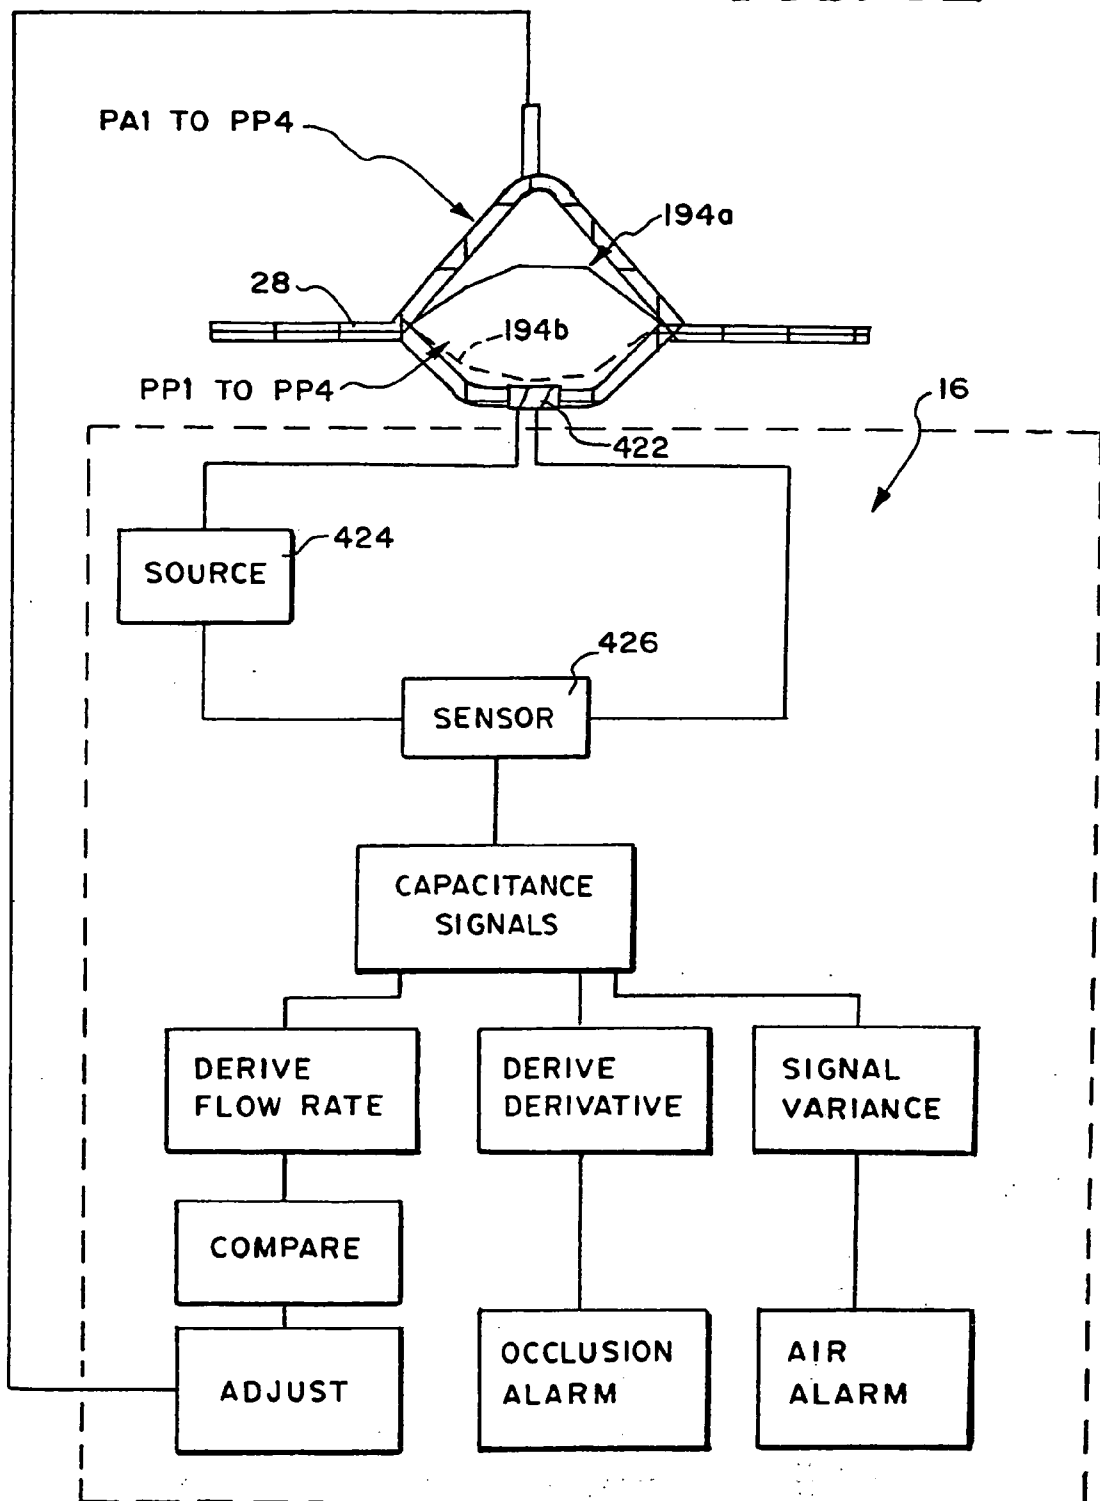 PA1 TO PP4
194a
28
194b
PP1 TO PP4
16
422
424
SOURCE
426
SENSOR
CAPACITANCE
SIGNALS
DERIVE
FLOW RATE
DERIVE
DERIVATIVE
SIGNAL
VARIANCE
COMPARE
OCCLUSION
ALARM
AIR
ALARM
ADJUST